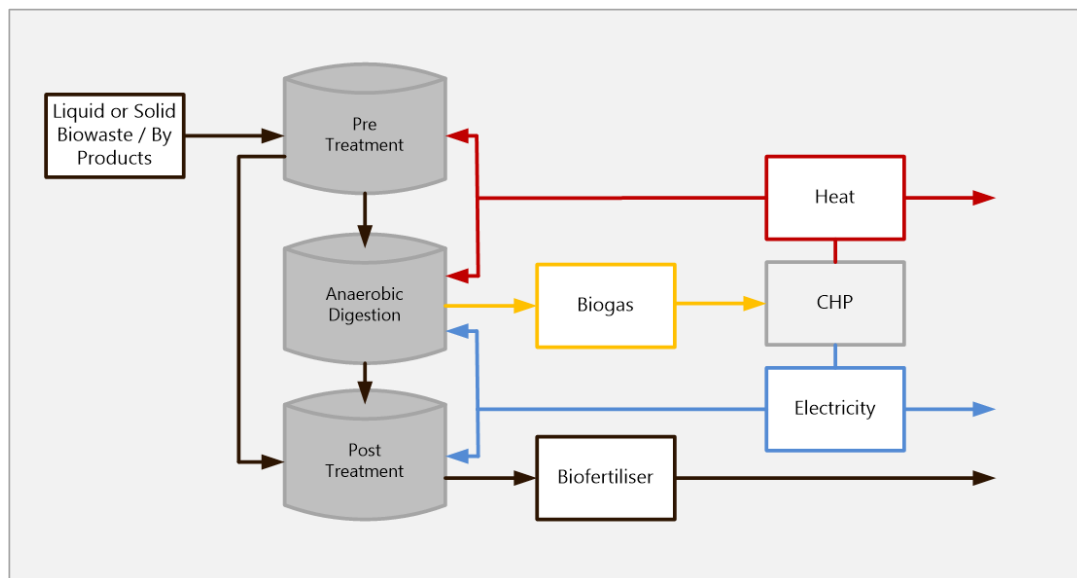 Liquid or Solid
Biowaste / By
Products
Pre
Treatment
Heat
Anaerobic
Digestion
Biogas
CHP
Electricity
Post
Treatment
Biofertiliser